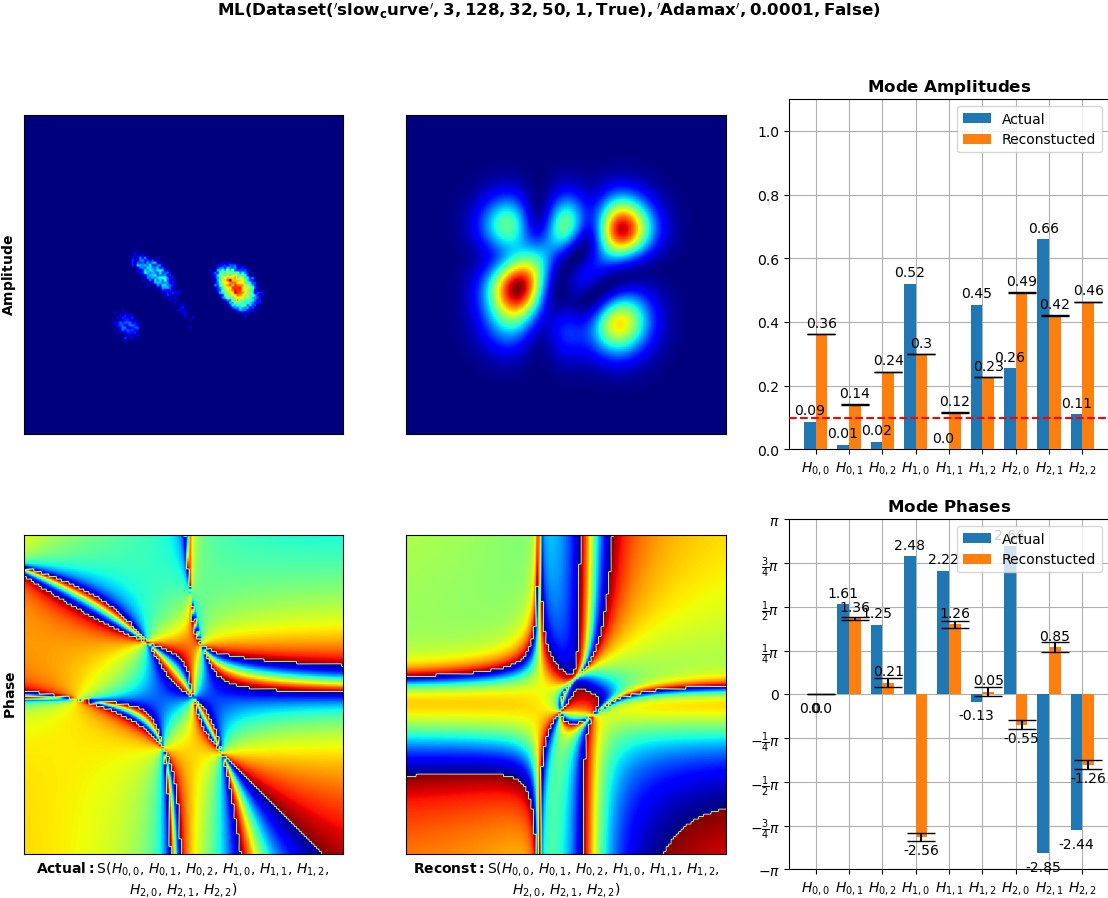 ML(Dataset('slow_curve', 3, 128, 32, 50, 1, True), 'Adamax', 0.0001, False)
Amplitude
Mode Amplitudes
Actual
Reconstucted
1.0
0.8
0.6
0.4
0.2
0.0
0.09
0.36
0.01
0.14
0.02
0.24
0.52
0.3
0.0
0.12
0.45
0.23
0.26
0.49
0.66
0.42
0.11
0.46
H0,0 H0,1 H0,2 H1,0 H1,1 H1,2 H2,0 H2,1 H2,2
Phase
Mode Phases
Actual
Reconstucted
π
3/4π
1/2π
1/4π
0
−1/4π
−1/2π
−3/4π
−π
0.0
0.0
1.61
1.36
1.25
0.21
2.48
-2.56
2.22
1.26
-0.13
0.05
-0.55
-2.85
0.85
-2.44
-1.26
H0,0 H0,1 H0,2 H1,0 H1,1 H1,2 H2,0 H2,1 H2,2
Actual: S(H0,0, H0,1, H0,2, H1,0, H1,1, H1,2,
H2,0, H2,1, H2,2)
Reconst: S(H0,0, H0,1, H0,2, H1,0, H1,1, H1,2,
H2,0, H2,1, H2,2)